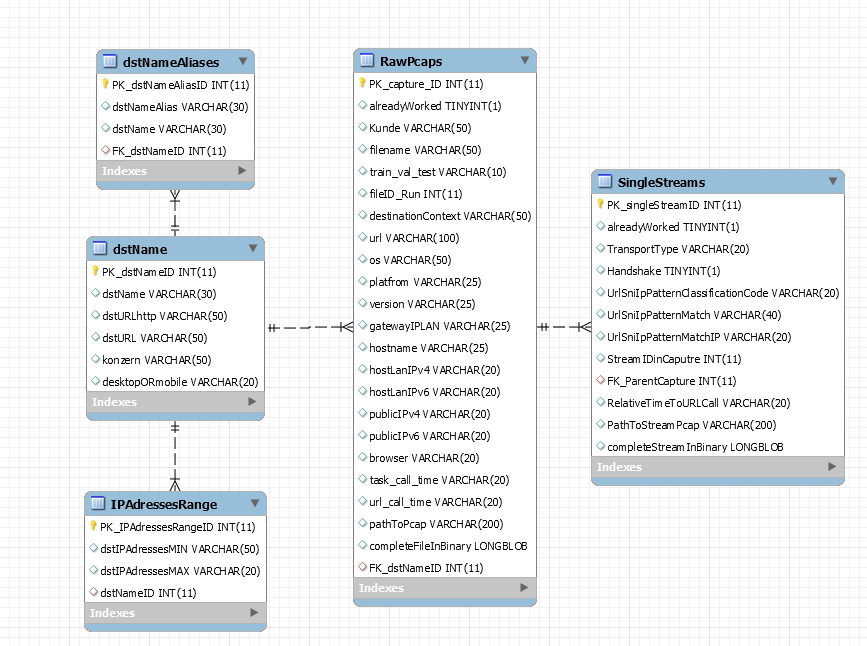 dstNameAliases
PK_dstNameAliasID INT(11)
dstNameAlias VARCHAR(30)
dstName VARCHAR(30)
FK_dstNameID INT(11)
Indexes
dstName
PK_dstNameID INT(11)
dstName VARCHAR(30)
dstURLhttp VARCHAR(50)
dstURL VARCHAR(50)
konzern VARCHAR(50)
desktopORmobile VARCHAR(20)
Indexes
IPAdressesRange
PK_IPAdressesRangeID INT(11)
dstIPAdressesMIN VARCHAR(50)
dstIPAdressesMAX VARCHAR(20)
dstNameID INT(11)
Indexes
RawPcaps
PK_capture_ID INT(11)
alreadyWorked TINYINT(1)
Kunde VARCHAR(50)
filename VARCHAR(50)
train_val_test VARCHAR(10)
fileID_Run INT(11)
destinationContext VARCHAR(50)
url VARCHAR(100)
os VARCHAR(50)
platfrom VARCHAR(25)
version VARCHAR(25)
gatewayIPLAN VARCHAR(25)
hostname VARCHAR(25)
hostLanIPv4 VARCHAR(20)
hostLanIPv6 VARCHAR(20)
publicIPv4 VARCHAR(20)
publicIPv6 VARCHAR(20)
browser VARCHAR(20)
task_call_time VARCHAR(20)
url_call_time VARCHAR(20)
pathToPcap VARCHAR(200)
completeFileInBinary LONGBLOB
FK_dstNameID INT(11)
Indexes
SingleStreams
PK_singleStreamID INT(11)
alreadyWorked TINYINT(1)
TransportType VARCHAR(20)
Handshake TINYINT(1)
UrlSniIpPatternClassificationCode VARCHAR(20)
UrlSniIpPatternMatch VARCHAR(40)
UrlSniIpPatternMatchIP VARCHAR(20)
StreamIDinCaputre INT(11)
FK_ParentCapture INT(11)
RelativeTimeToURLCall VARCHAR(20)
PathToStreamPcap VARCHAR(200)
completeStreamInBinary LONGBLOB
Indexes